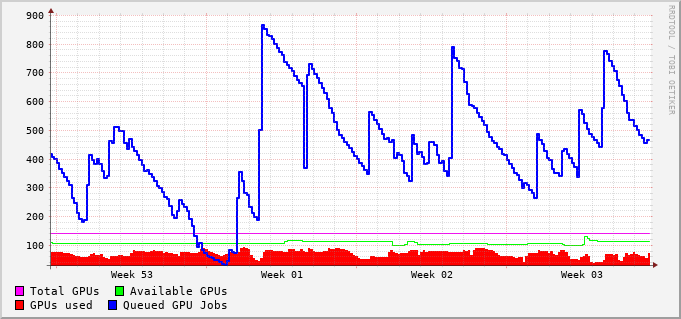 900
800
700
600
500
400
300
200
100
Week 53 Week 01 Week 02 Week 03
Total GPUs Available GPUs
GPUs used Queued GPU Jobs
RRDTOOL / TOBI OETIKER